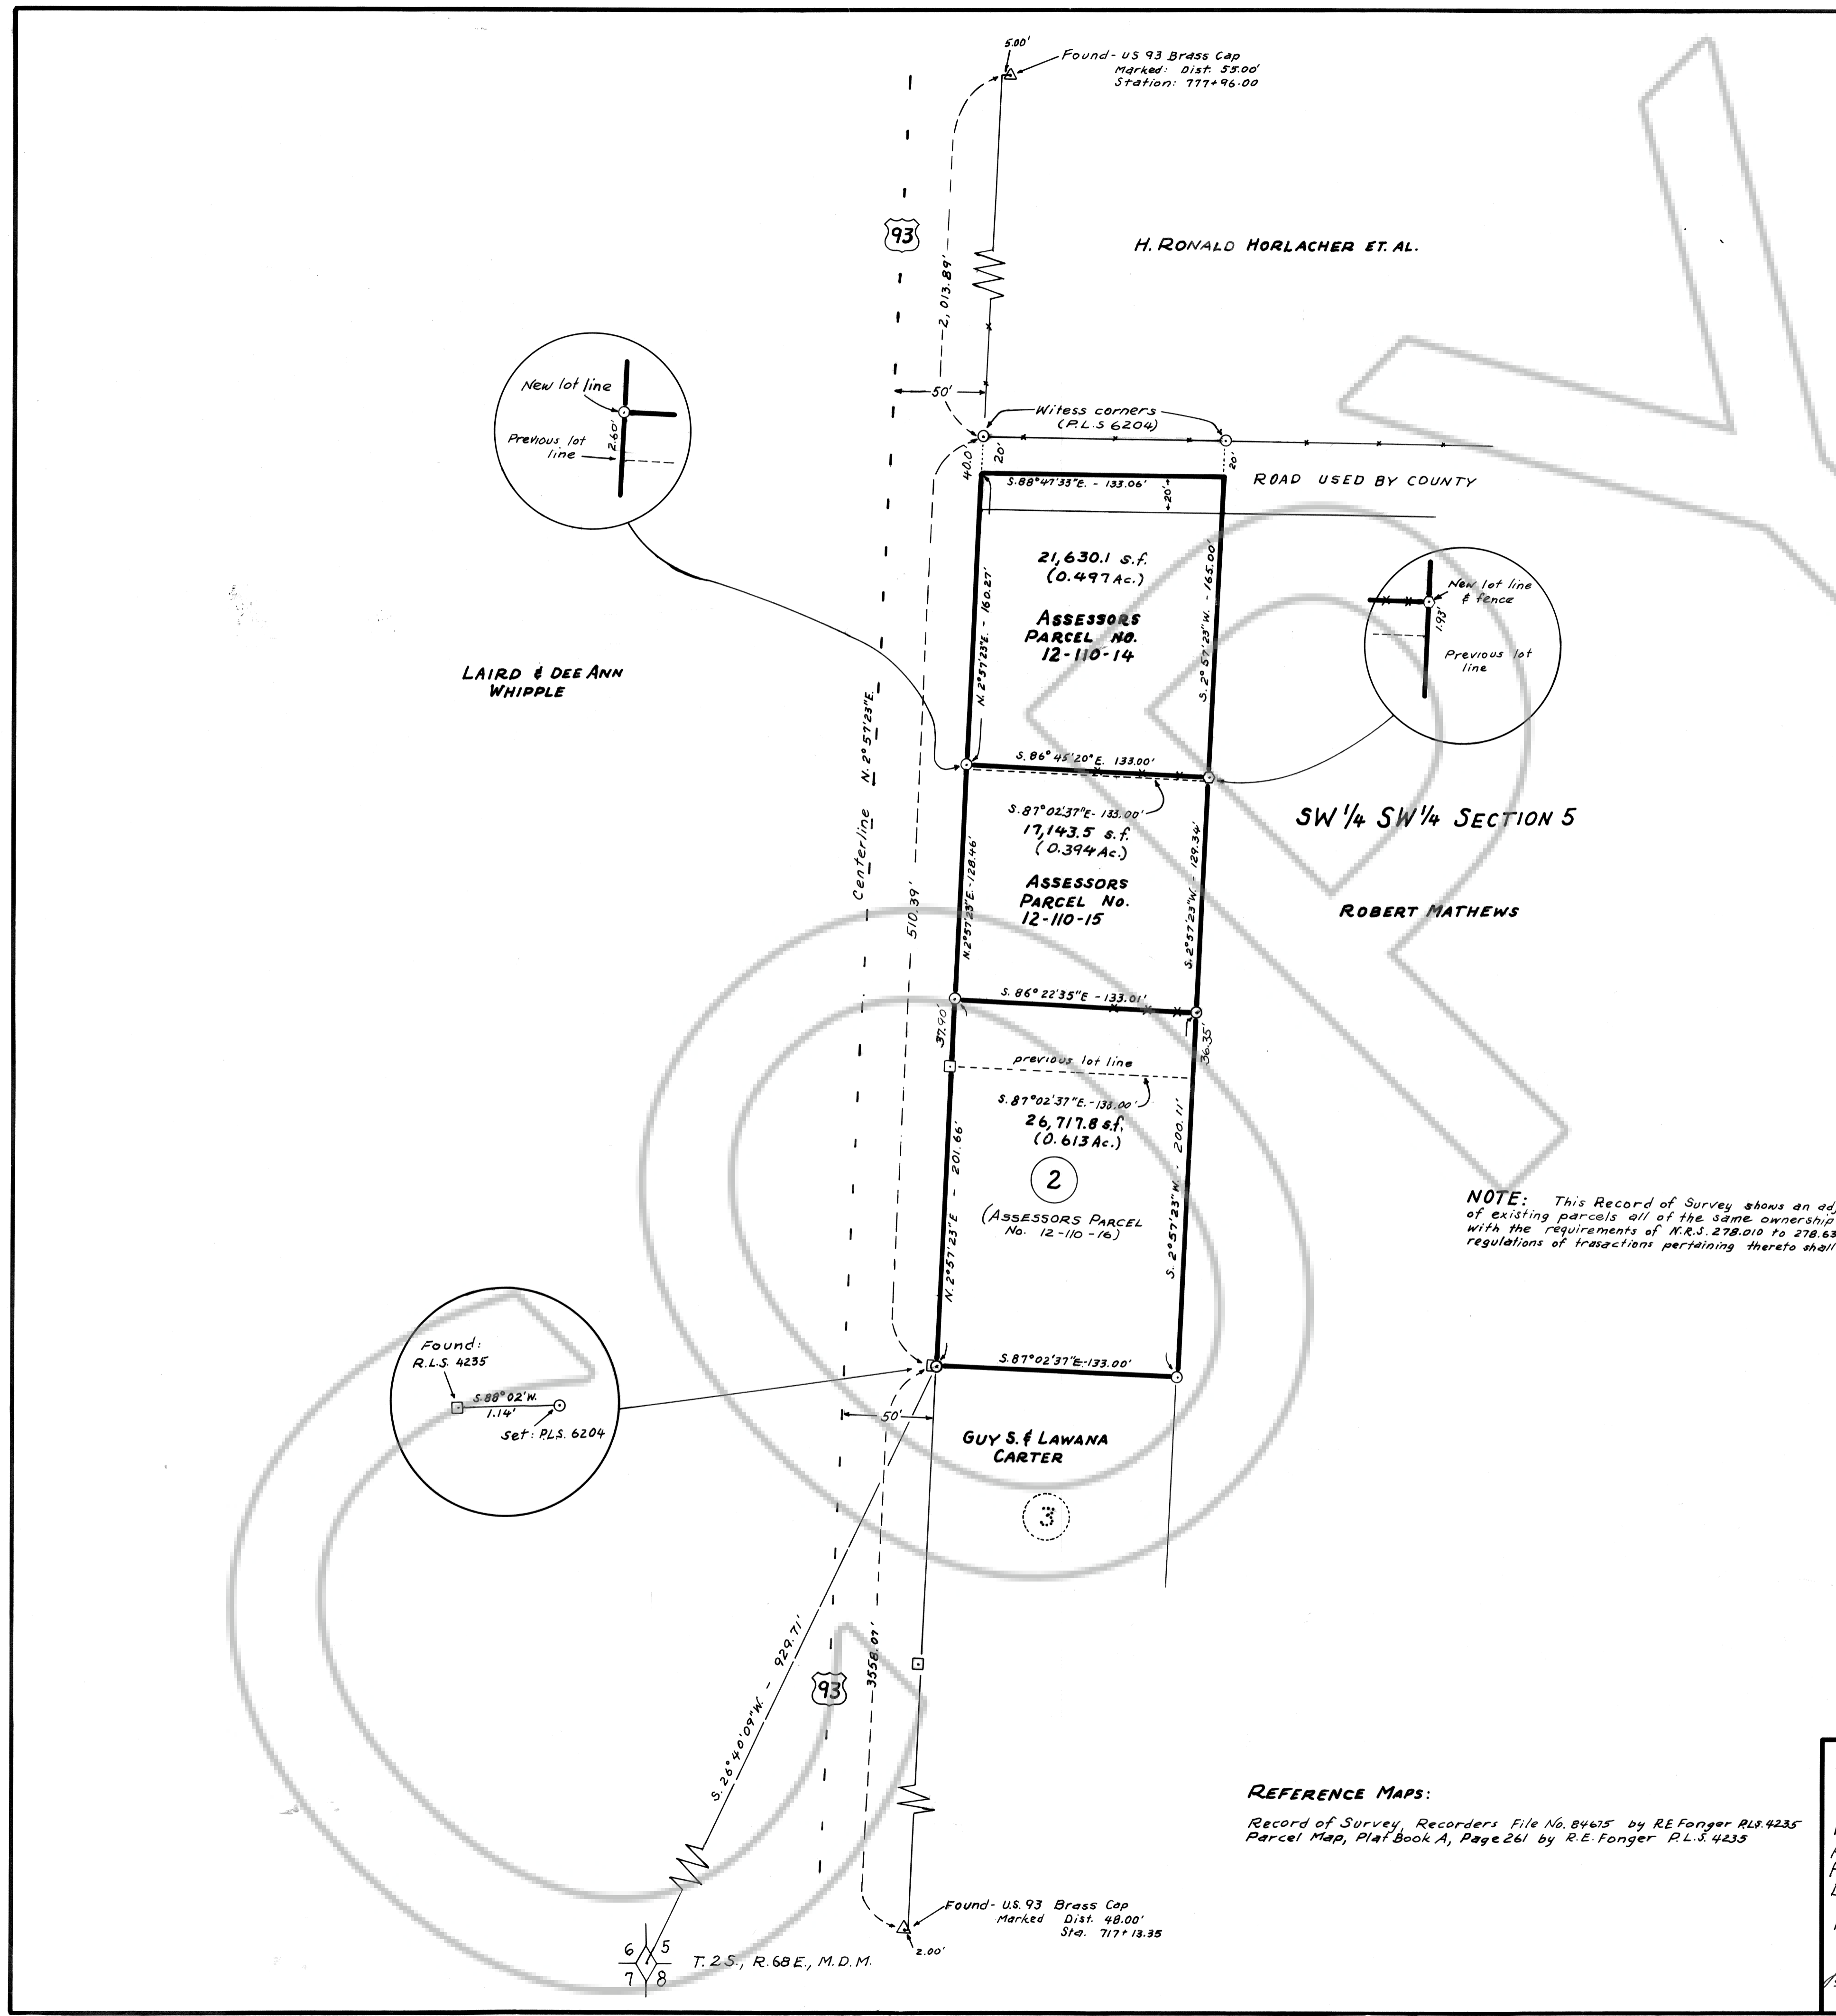 5.00'
Found - US 93 Brass Cap
Marked: Dist. 55.00'
Station: 777+96.00
93
2,013.89'
H. RONALD HORLACHER ET. AL.
50'
New lot line
2.60'
Previous lot
line
Witess corners
(P.L.S 6204)
40.0'
20'
20'
S. 88°47'33"E. - 133.06'
20'
ROAD USED BY COUNTY
21,630.1 s.f.
(0.497 Ac.)
ASSESSORS
PARCEL NO.
12-110-14
N. 2°57'23"E. - 160.27'
S. 2°57'23"W. - 165.00'
New lot line
& fence
1.93'
Previous lot
line
LAIRD & DEE ANN
WHIPPLE
Centerline N. 2°57'23"E.
510.39'
S. 86°45'20"E. 133.00'
S. 87°02'37"E - 133.00'
17,143.5 s.f.
(0.394 Ac.)
ASSESSORS
PARCEL No.
12-110-15
N. 2°57'23"E. - 128.46'
S. 2°57'23"W. - 129.34'
SW 1/4 SW 1/4 SECTION 5
ROBERT MATHEWS
S. 86°22'35"E - 133.01'
37.90'
36.35'
previous lot line
S. 87°02'37"E. - 133.00'
26,717.8 s.f.
(0.613 Ac.)
2
(ASSESSORS PARCEL
No. 12-110-16)
N. 2°57'23"E - 201.66'
S. 2°57'23"W. - 200.11'
NOTE: This Record of Survey shows an
of existing parcels all of the same ownership
with the requirements of N.R.S. 278.010 to
regulations of trasactions pertaining thereto shall
Found:
R.L.S. 4235
S. 88°02'W.
1.14'
Set: P.L.S. 6204
S. 87°02'37"E. - 133.00'
50'
GUY S. & LAWANA
CARTER
3
S. 26°40'09"W. - 929.71'
93
3558.07'
REFERENCE MAPS:
Record of Survey, Recorders File No. 84675 by RE Fonger P.L.S. 4235
Parcel Map, Plat Book A, Page 261 by R.E. Fonger P.L.S. 4235
Found - U.S. 93 Brass Cap
Marked Dist. 48.00'
Sta. 717+13.35
2.00'
6 5
7 8
T. 2 S., R. 68 E., M.D.M.
COPY